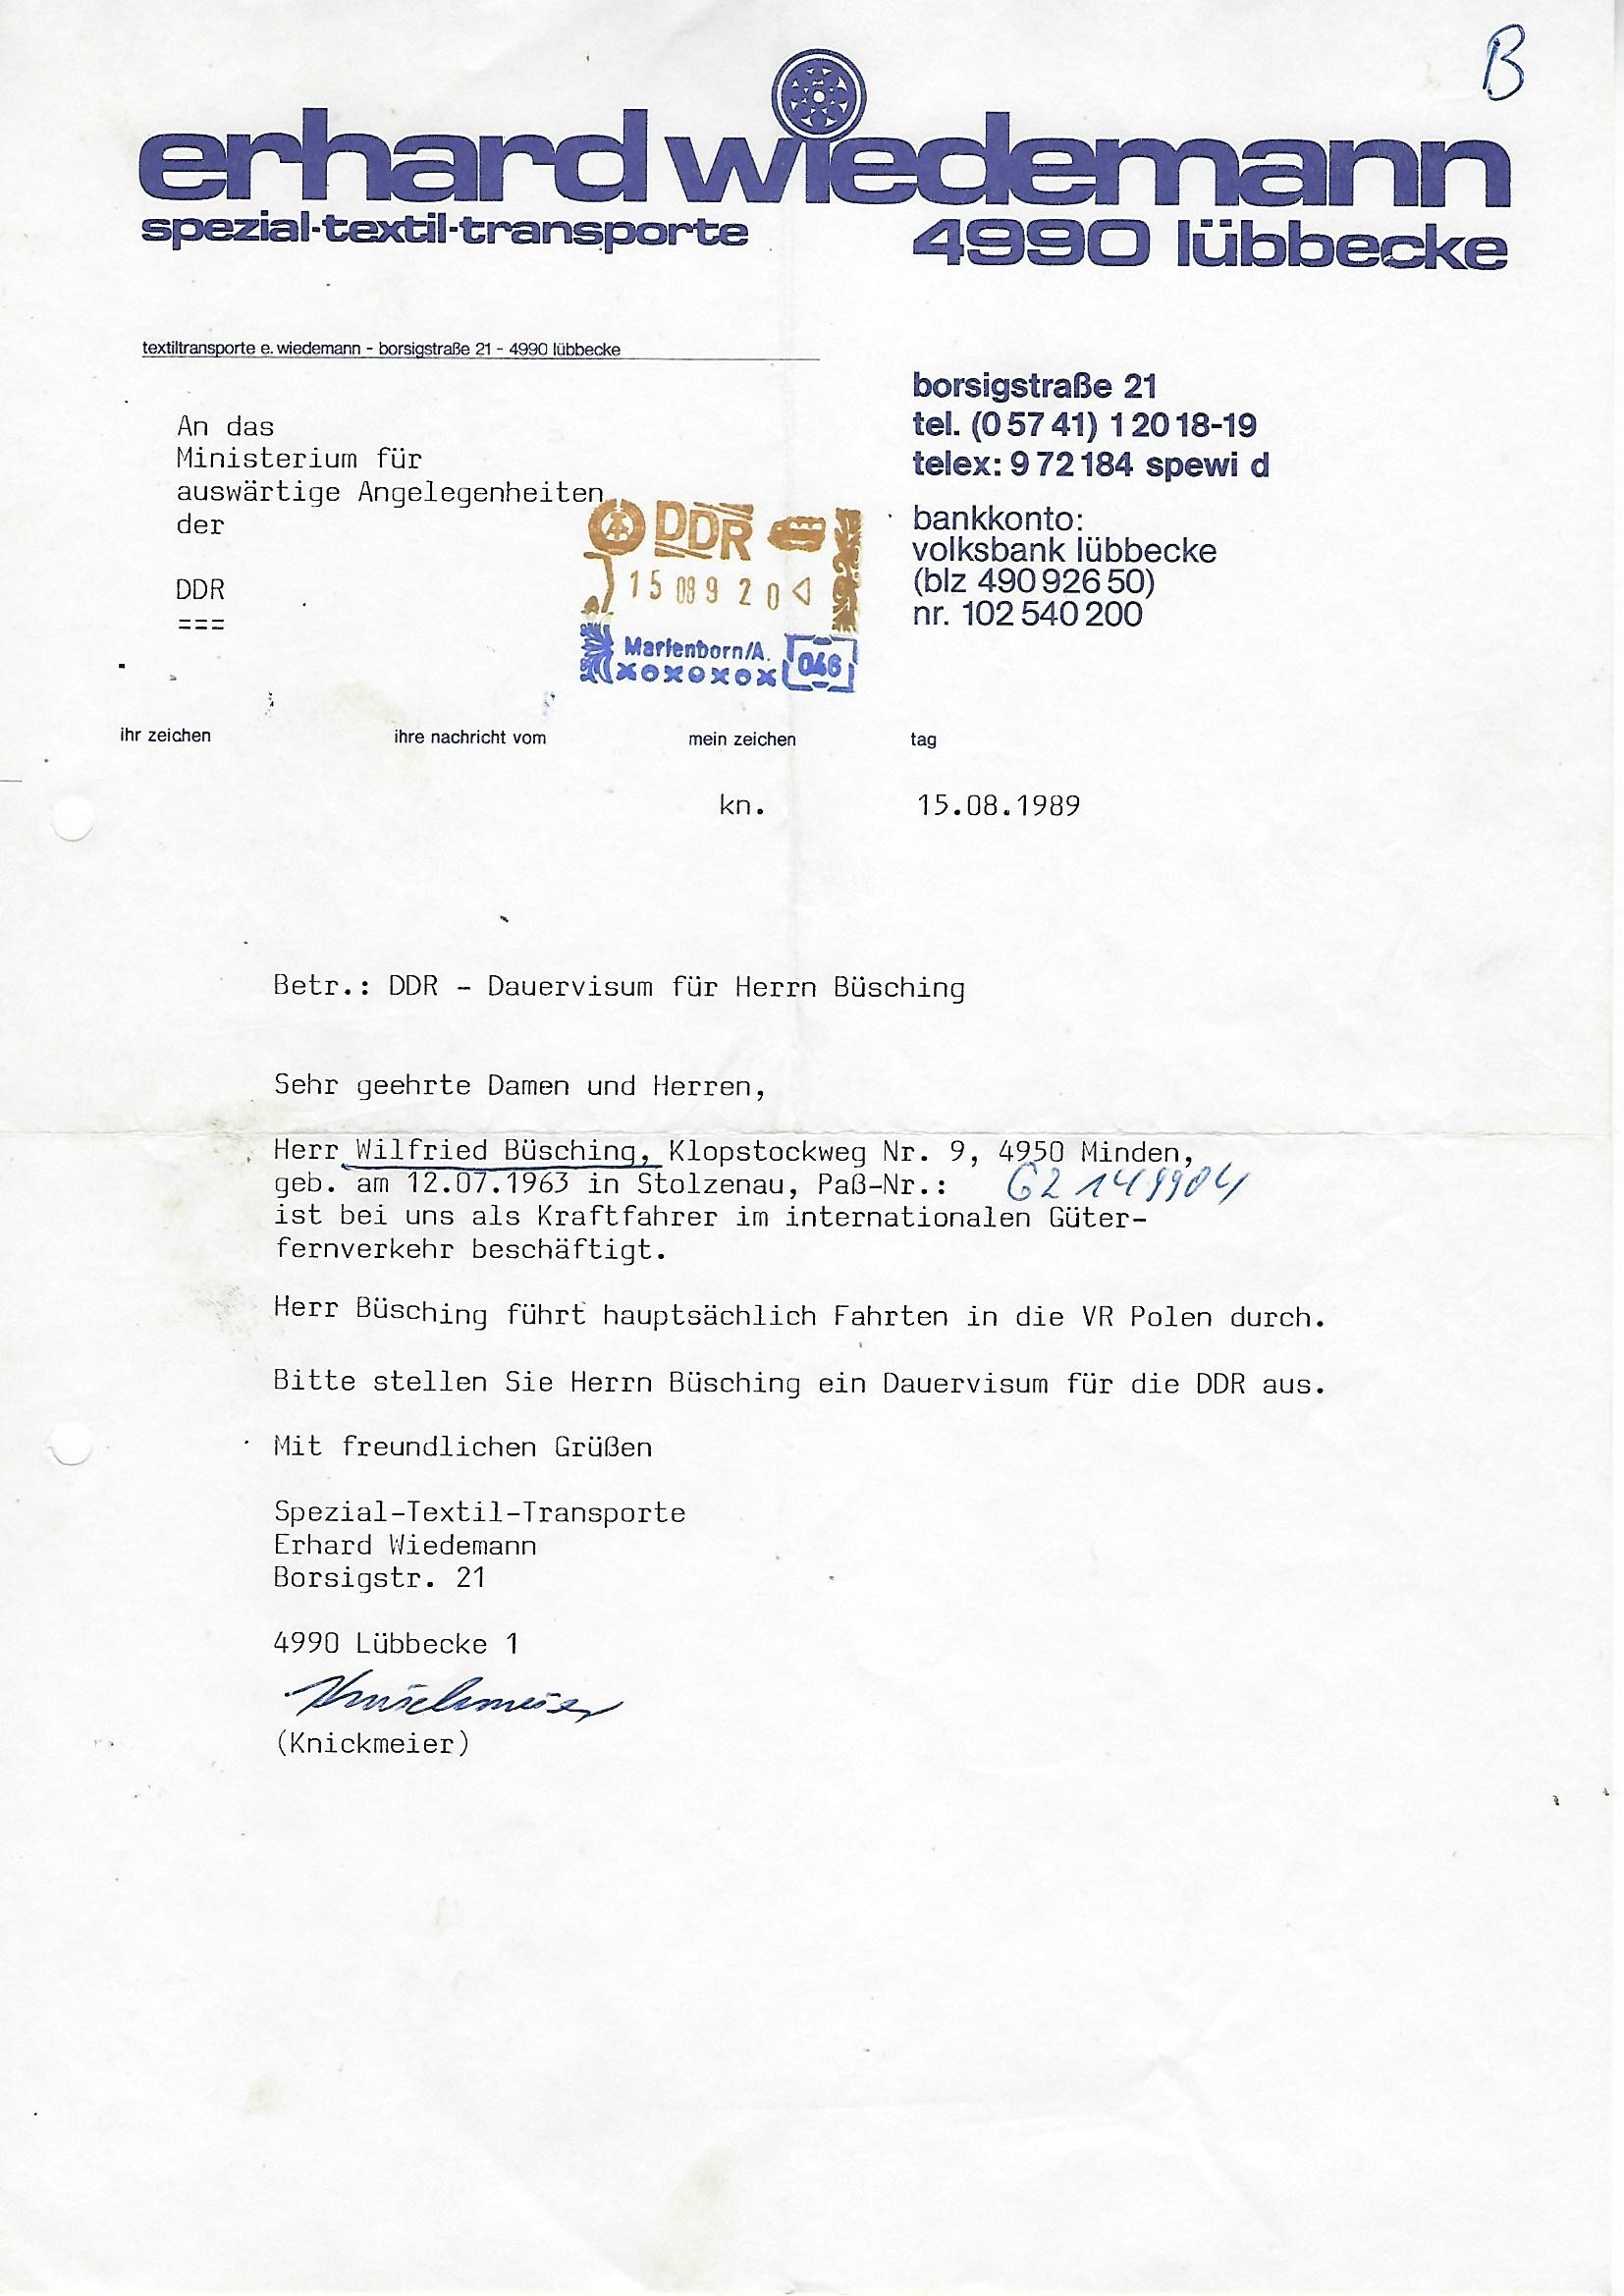 B
erhard wiedemann
spezial-textil-transporte
4990 lübbecke
textiltransporte e. wiedemann - borsigstraße 21 - 4990 lübbecke
borsigstraße 21
tel. (0 57 41) 1 20 18-19
telex: 9 72 184 spewi d
bankkonto:
volksbank lübbecke
(blz 490 926 50)
nr. 102 540 200
An das
Ministerium für
auswärtige Angelegenheiten
der
DDR
===
DDR
15 08 9 20
Marienborn/A.
xoxoxox
046
ihr zeichen ihre nachricht vom mein zeichen tag
kn. 15.08.1989
Betr.: DDR - Dauervisum für Herrn Büsching
Sehr geehrte Damen und Herren,
Herr Wilfried Büsching, Klopstockweg Nr. 9, 4950 Minden,
geb. am 12.07.1963 in Stolzenau, Paß-Nr.:
ist bei uns als Kraftfahrer im internationalen Güter-
fernverkehr beschäftigt.
Herr Büsching führt hauptsächlich Fahrten in die VR Polen durch.
Bitte stellen Sie Herrn Büsching ein Dauervisum für die DDR aus.
Mit freundlichen Grüßen
Spezial-Textil-Transporte
Erhard Wiedemann
Borsigstr. 21
4990 Lübbecke 1
Knickmeier
(Knickmeier)